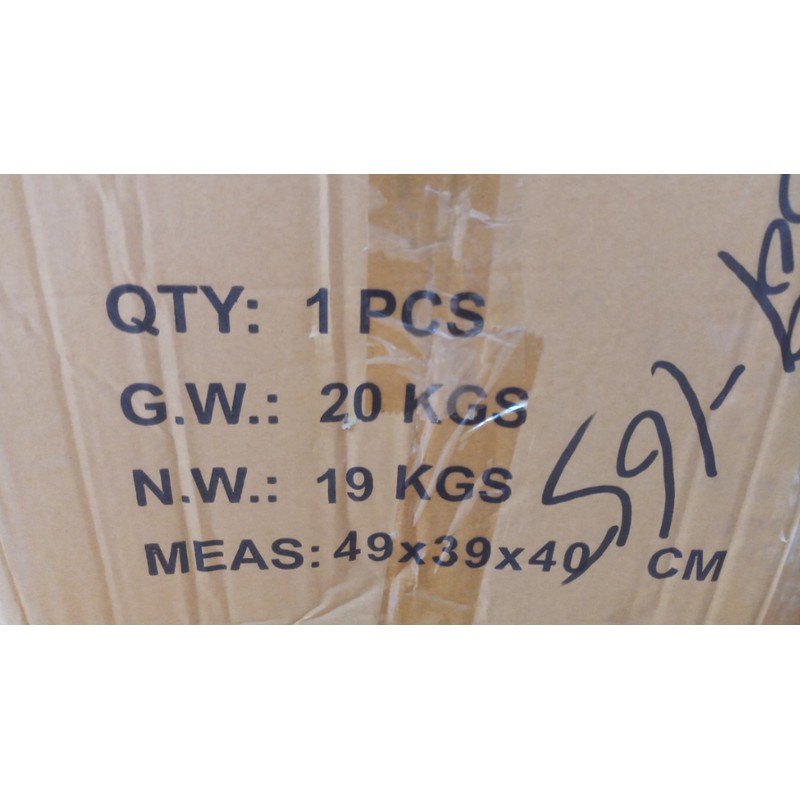 QTY: 1 PCS
G.W.: 20 KGS
N.W.: 19 KGS
MEAS: 49x39x40 CM